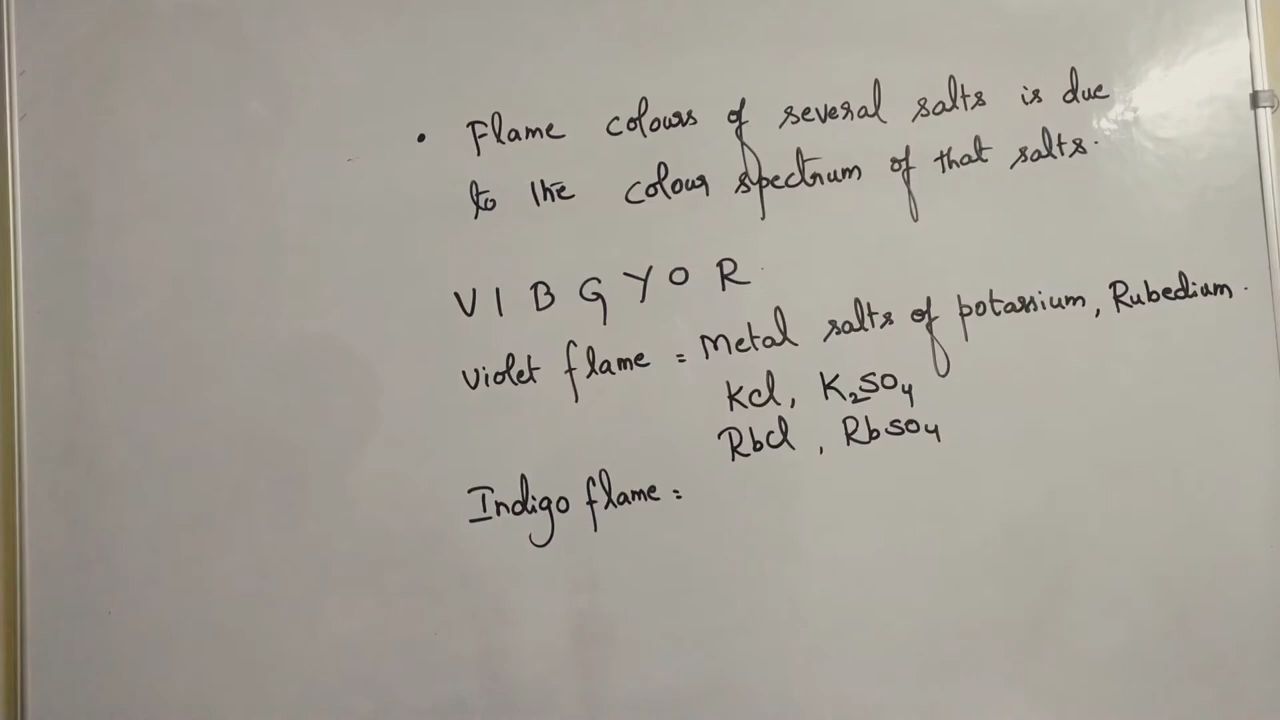 • Flame colours of several salts is due
to the colour spectrum of that salts.
V I B G Y O R
Violet flame = Metal salts of potassium, Rubedium.
Kcl, K₂SO₄
Rbcl, RbSO₄
Indigo flame =